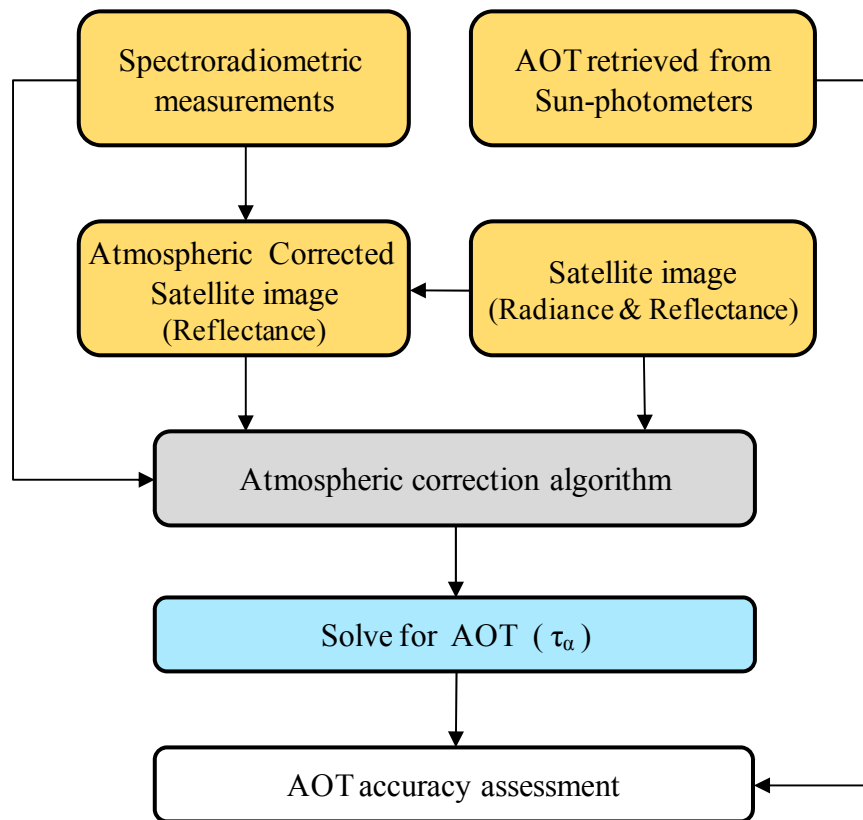 Spectroradiometric
measurements
AOT retrieved from
Sun-photometers
Atmospheric Corrected
Satellite image
(Reflectance)
Satellite image
(Radiance & Reflectance)
Atmospheric correction algorithm
Solve for AOT ( τα)
AOT accuracy assessment